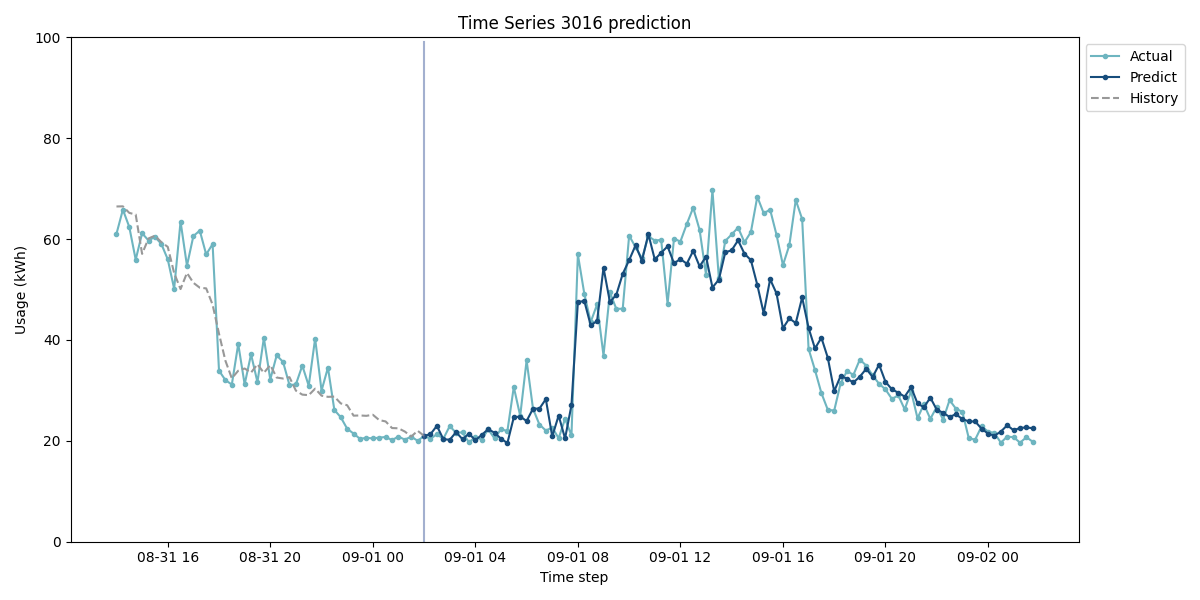 Time Series 3016 prediction
Usage (kWh)
100
80
60
40
20
0
08-31 16
08-31 20
09-01 00
09-01 04
09-01 08
09-01 12
09-01 16
09-01 20
09-02 00
Time step
Actual
Predict
History